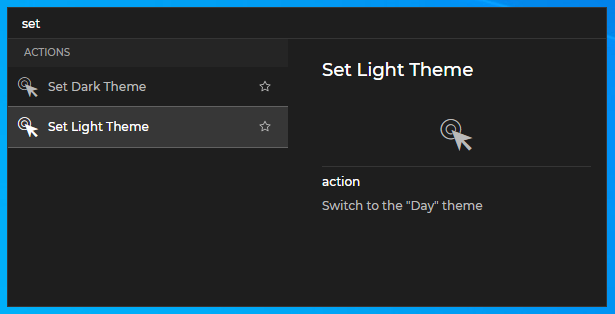 set
ACTIONS
Set Dark Theme
Set Light Theme
Set Light Theme
action
Switch to the "Day" theme